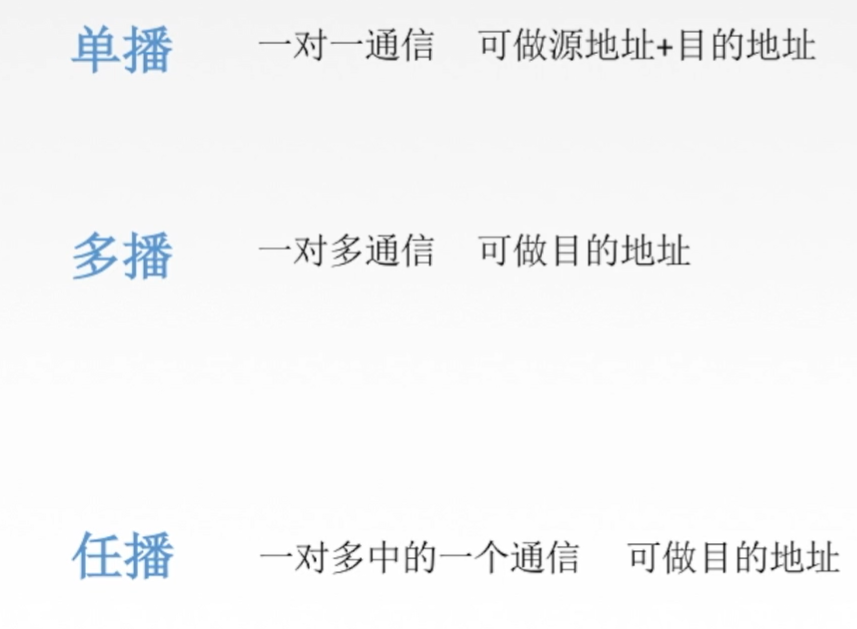 单播 一对一通信 可做源地址+目的地址
多播 一对多通信 可做目的地址
任播 一对多中的一个通信 可做目的地址